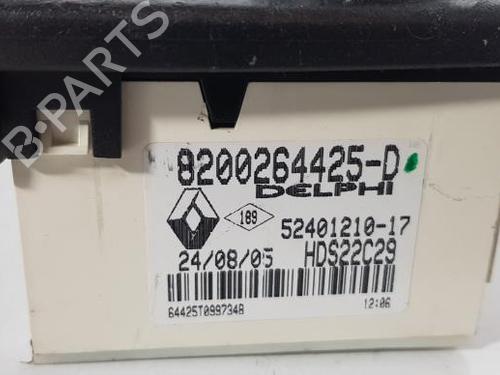 8200264425-D
DELPHI
189
52401210-17
24/08/05 HDS22C29
64425T099734B 12:06
B-PARTS